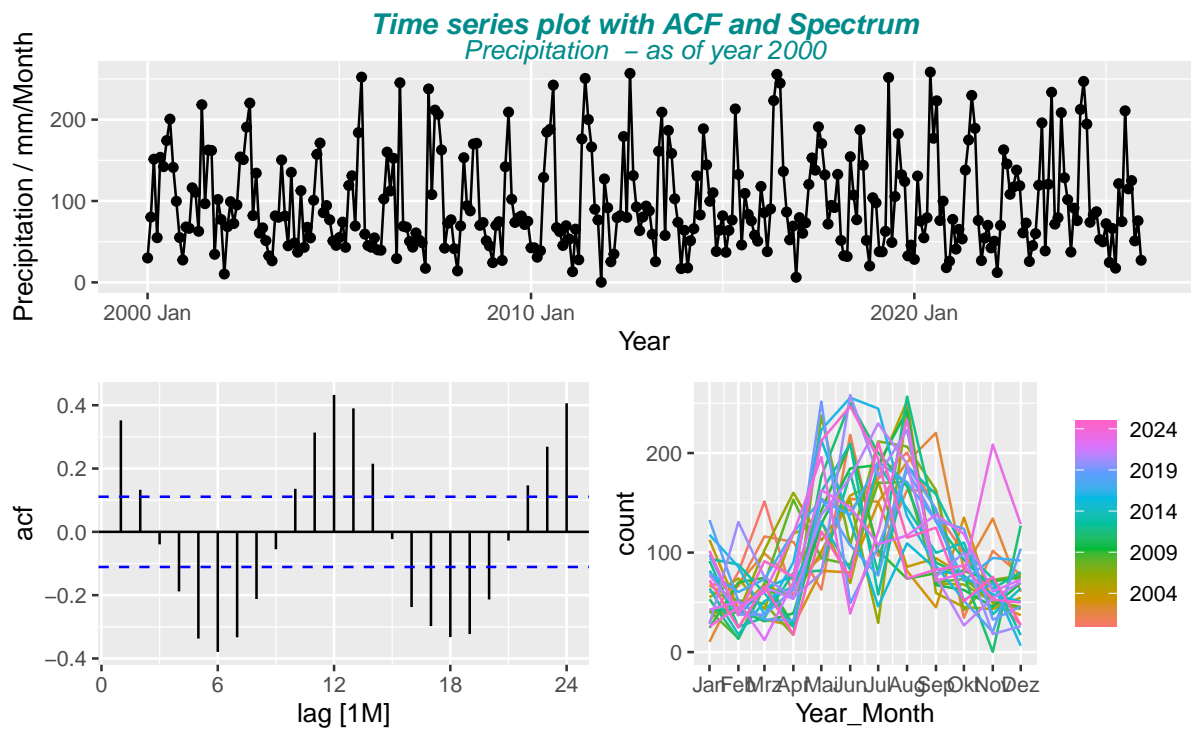 Time series plot with ACF and Spectrum
Precipitation  − as of year 2000
Precipitation / mm/Month
200
100
0
2000 Jan
2010 Jan
2020 Jan
Year
acf
0.4
0.2
0.0
−0.2
−0.4
0
6
12
18
24
lag [1M]
count
200
100
0
Jan Feb Mrz Apr Mai Jun Jul Aug Sep Okt Nov Dez
Year_Month
2024
2019
2014
2009
2004